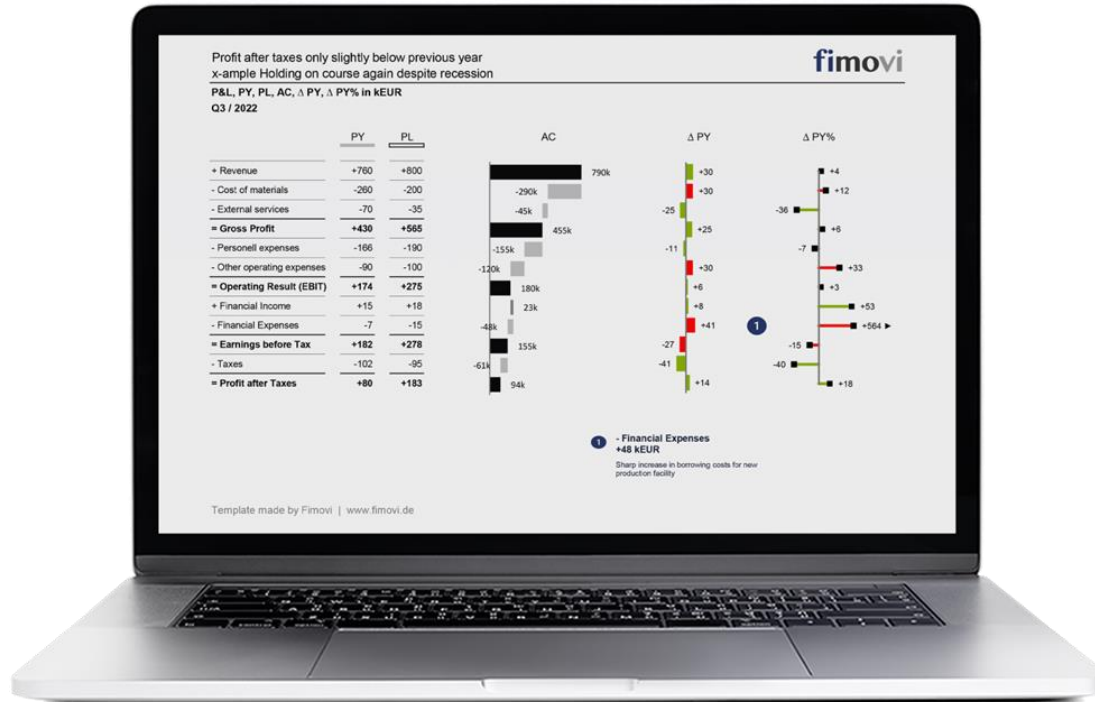 Profit after taxes only slightly below previous year
x-ample Holding on course again despite recession
fimovi
P&L, PY, PL, AC, Δ PY, Δ PY% in kEUR
Q3 / 2022
PY PL AC Δ PY Δ PY%
+ Revenue +760 +800 790k +30 +4
- Cost of materials -260 -200 -290k +30 +12
- External services -70 -35 -45k -25 -36
= Gross Profit +430 +565 455k +25 +6
- Personell expenses -166 -190 -155k -11 -7
- Other operating expenses -90 -100 -120k +30 +33
= Operating Result (EBIT) +174 +275 180k +6 +3
+ Financial Income +15 +18 23k +8 +53
- Financial Expenses -7 -15 -48k +41 1 +564
= Earnings before Tax +182 +278 155k -27 -15
- Taxes -102 -95 -61k -41 -40
= Profit after Taxes +80 +183 94k +14 +18
1 - Financial Expenses
+48 kEUR
Sharp increase in borrowing costs for new
production facility
Template made by Fimovi | www.fimovi.de
control option option